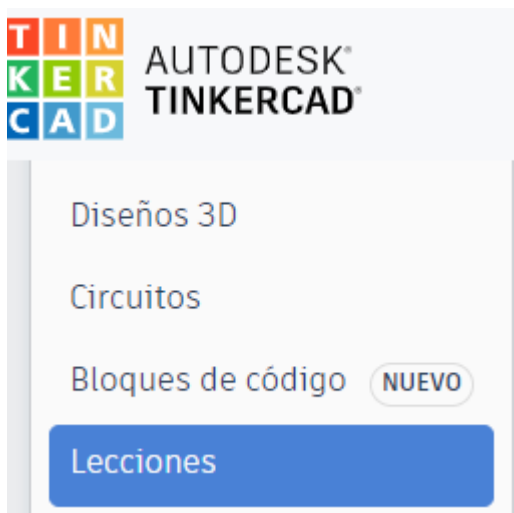 TIN
KER
CAD
AUTODESK®
TINKERCAD®
Diseños 3D
Circuitos
Bloques de código NUEVO
Lecciones